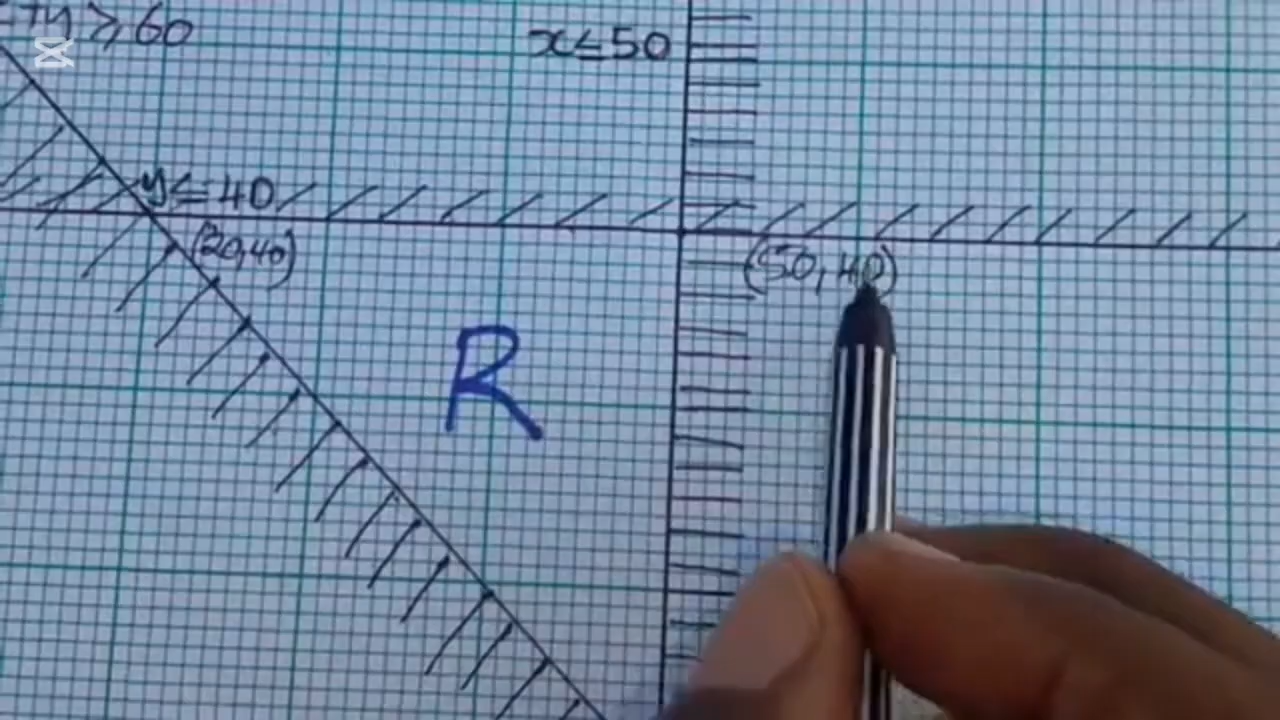 +y ≥ 60
x ≤ 50
y ≤ 40
(20,40)
(50,40)
R